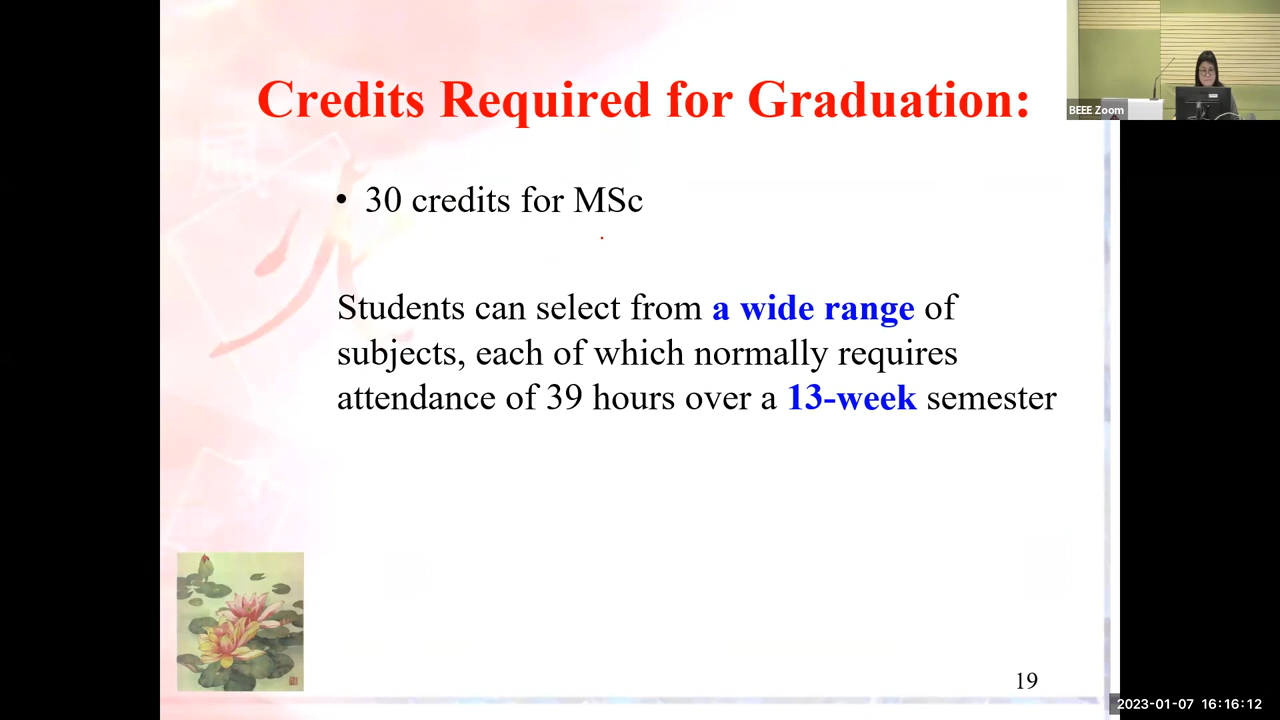 Credits Required for Graduation:
• 30 credits for MSc
Students can select from a wide range of
subjects, each of which normally requires
attendance of 39 hours over a 13-week semester
19
BEEE Zoom
2023-01-07 16:16:12